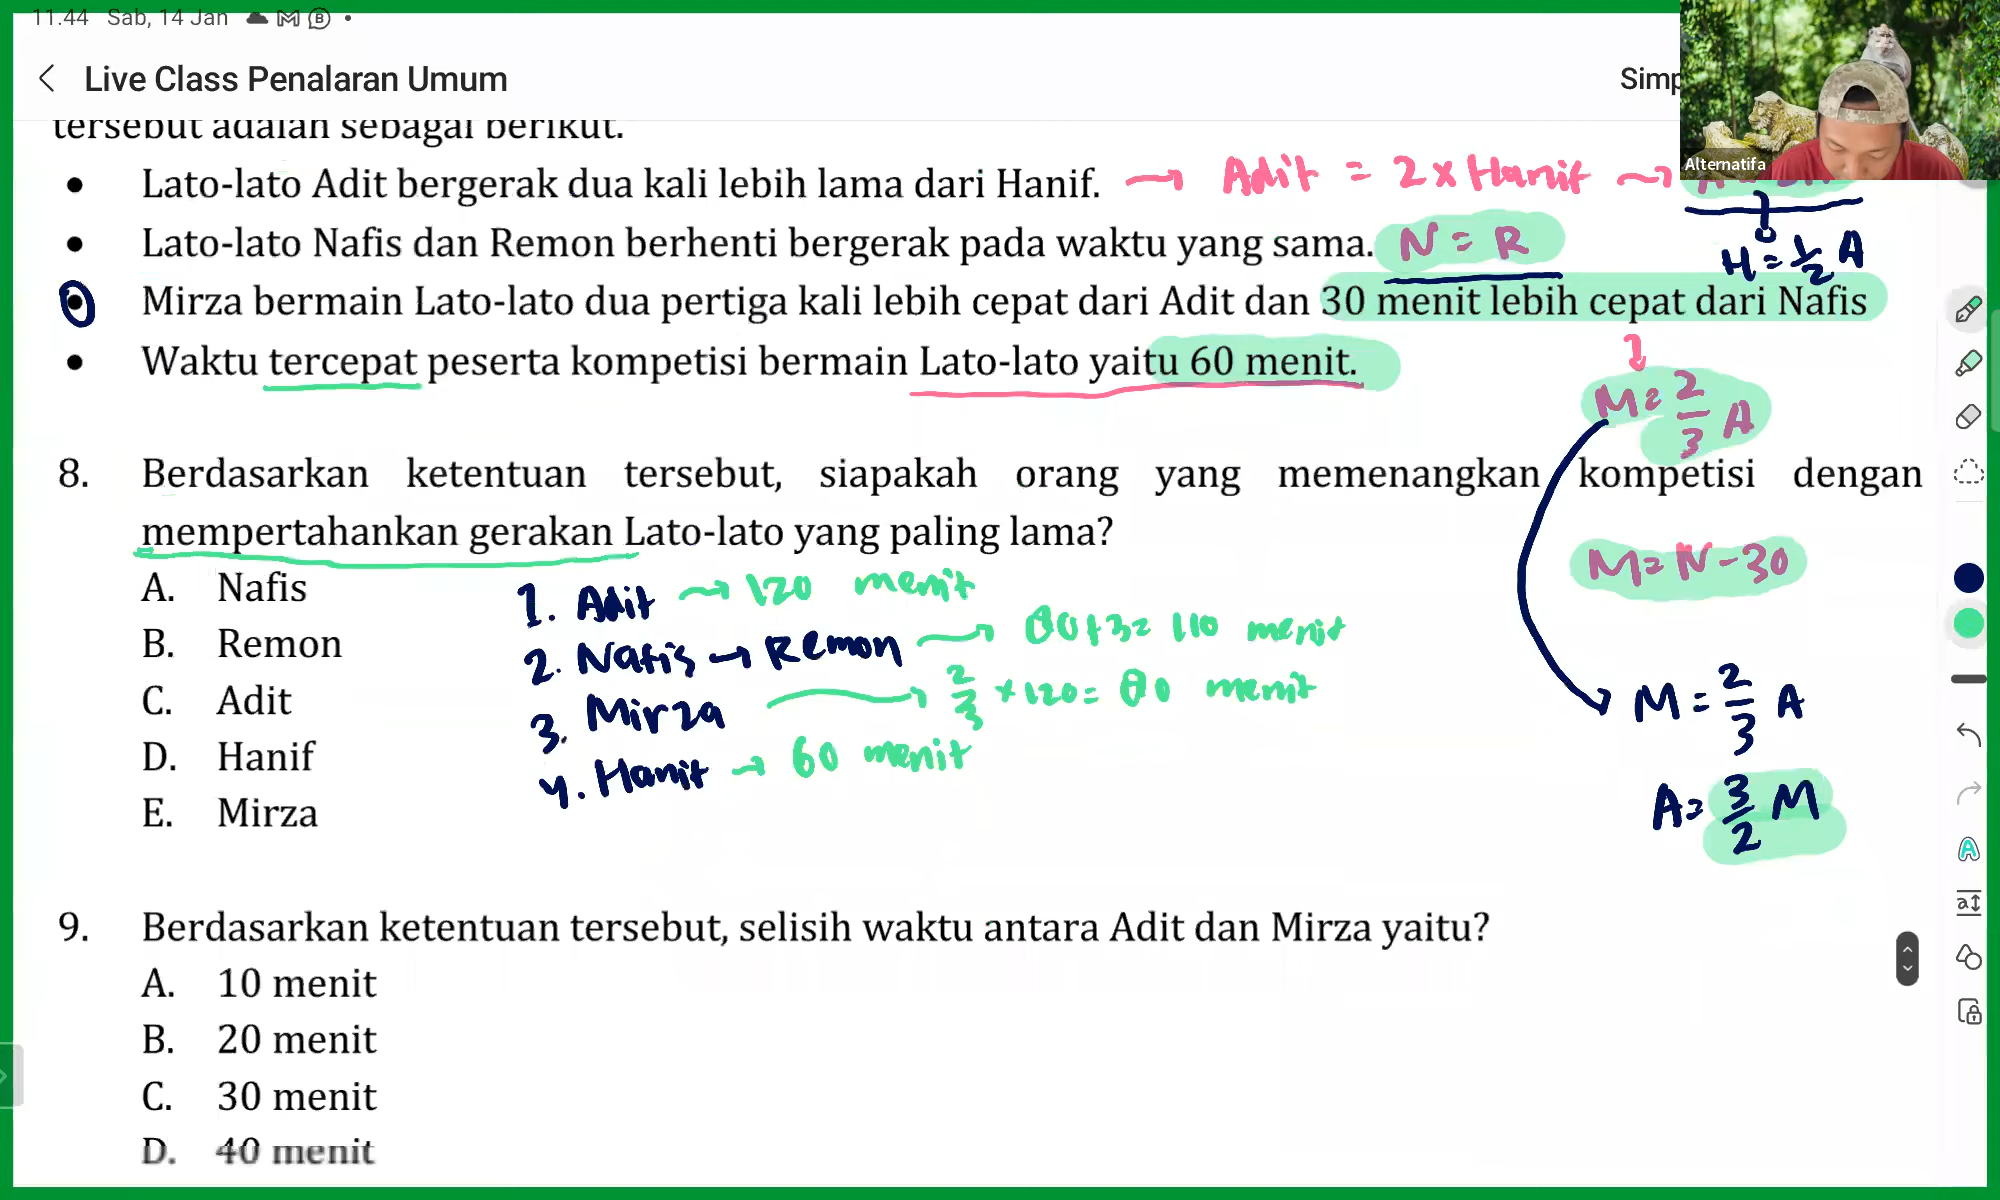 11.44 Sab, 14 Jan
Live Class Penalaran Umum
Simp
Alternatifa
tersebut adalah sebagai berikut.
• Lato-lato Adit bergerak dua kali lebih lama dari Hanif. → Adit = 2 x Hanif →
H = 1/2 A
• Lato-lato Nafis dan Remon berhenti bergerak pada waktu yang sama. N = R
• Mirza bermain Lato-lato dua pertiga kali lebih cepat dari Adit dan 30 menit lebih cepat dari Nafis
• Waktu tercepat peserta kompetisi bermain Lato-lato yaitu 60 menit.
M = 2/3 A
8. Berdasarkan ketentuan tersebut, siapakah orang yang memenangkan kompetisi dengan
mempertahankan gerakan Lato-lato yang paling lama?
M = N - 30
A. Nafis
B. Remon
C. Adit
D. Hanif
E. Mirza
1. Adit → 120 menit
2. Nafis → Remon → 80+3= 110 menit
3. Mirza → 2/3 × 120 = 80 menit
4. Hanif → 60 menit
M = 2/3 A
A = 3/2 M
9. Berdasarkan ketentuan tersebut, selisih waktu antara Adit dan Mirza yaitu?
A. 10 menit
B. 20 menit
C. 30 menit
D. 40 menit